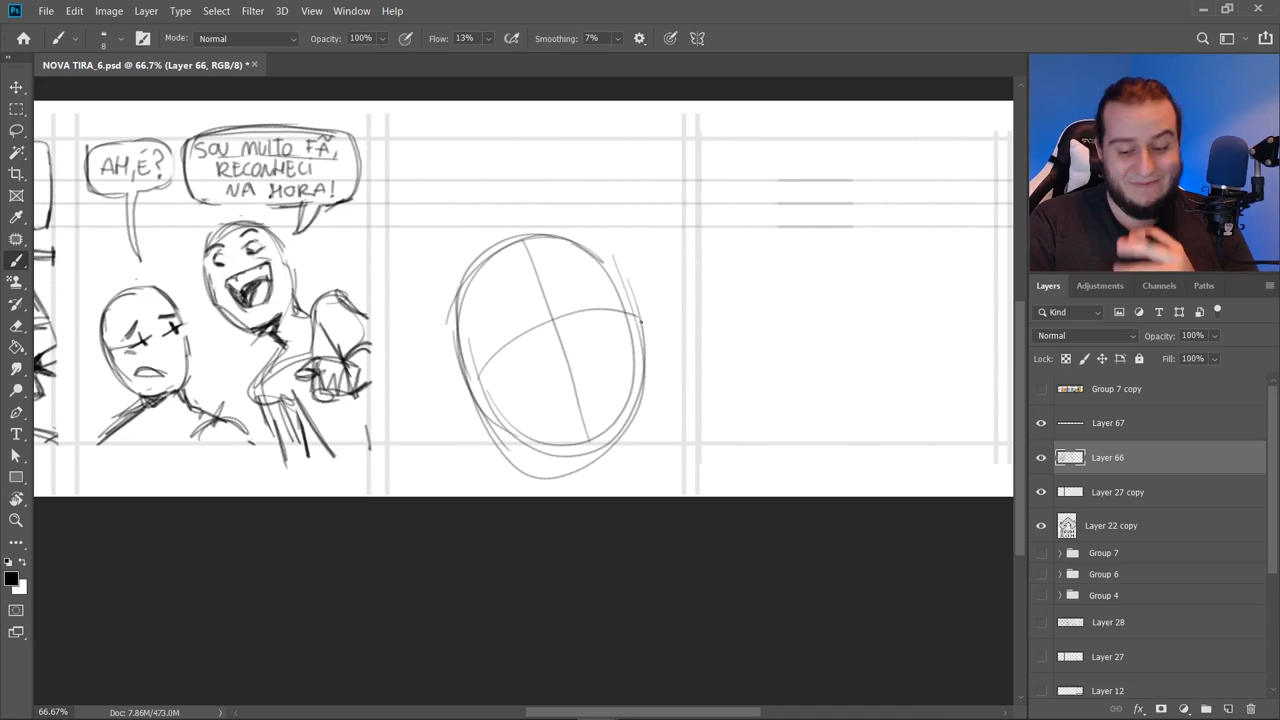 Ps File Edit Image Layer Type Select Filter 3D View Window Help
8 Mode: Normal Opacity: 100% Flow: 13% Smoothing: 7%
NOVA TIRA_6.psd @ 66.7% (Layer 66, RGB/8) *
AH, É?
SOU MUITO FÃ,
RECONHECI
NA HORA!
Layers Adjustments Channels Paths
Kind
Normal Opacity: 100%
Lock: Fill: 100%
Group 7 copy
Layer 67
Layer 66
Layer 27 copy
Layer 22 copy
Group 7
Group 6
Group 4
Layer 28
Layer 27
Layer 12
66.67% Doc: 7.86M/473.0M